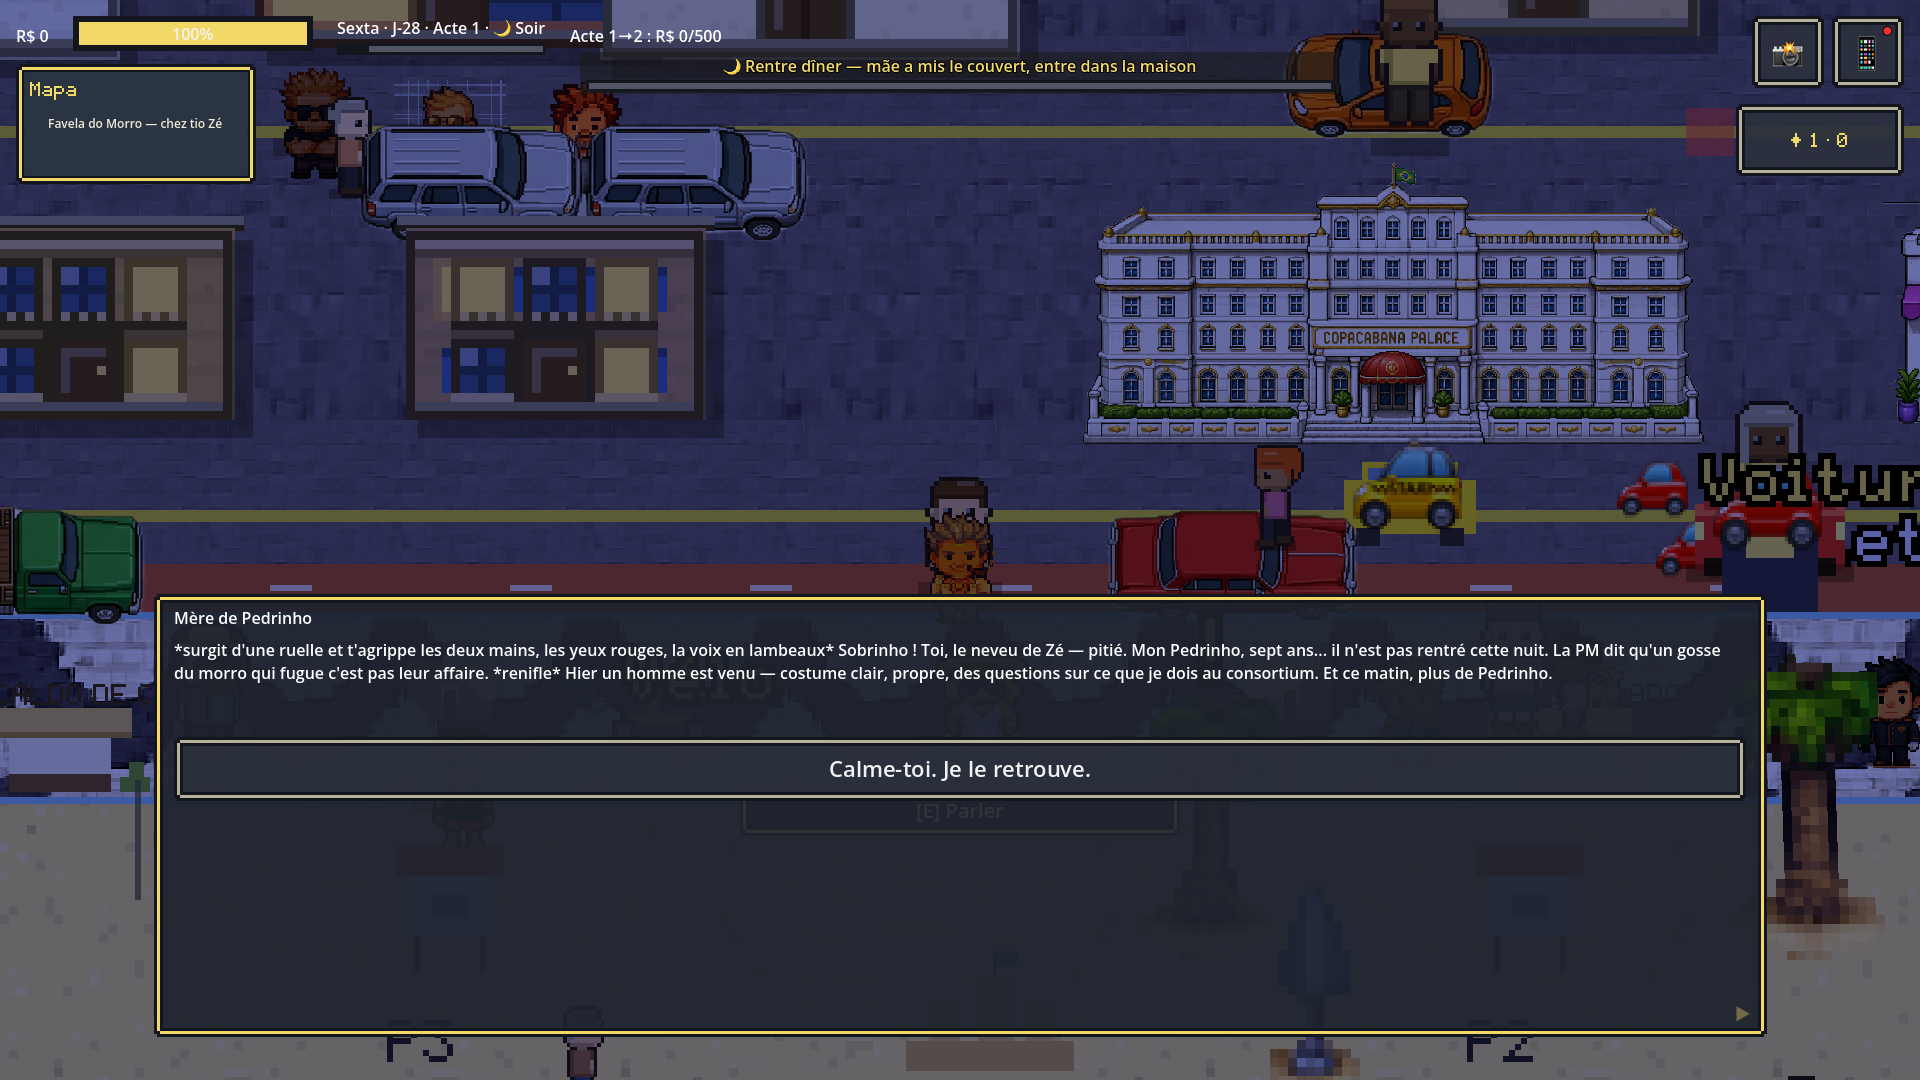 R$ 0
100%
Sexta · J-28 · Acte 1 · 🌙 Soir
Acte 1→2 : R$ 0/500
🌙 Rentre dîner — mãe a mis le couvert, entre dans la maison
Mapa
Favela do Morro — chez tio Zé
1 · 0
COPACABANA PALACE
Voitur
et
Mère de Pedrinho
*surgit d'une ruelle et t'agrippe les deux mains, les yeux rouges, la voix en lambeaux* Sobrinho ! Toi, le neveu de Zé — pitié. Mon Pedrinho, sept ans... il n'est pas rentré cette nuit. La PM dit qu'un gosse
du morro qui fugue c'est pas leur affaire. *renifle* Hier un homme est venu — costume clair, propre, des questions sur ce que je dois au consortium. Et ce matin, plus de Pedrinho.
Calme-toi. Je le retrouve.
[E] Parler
P3
P2